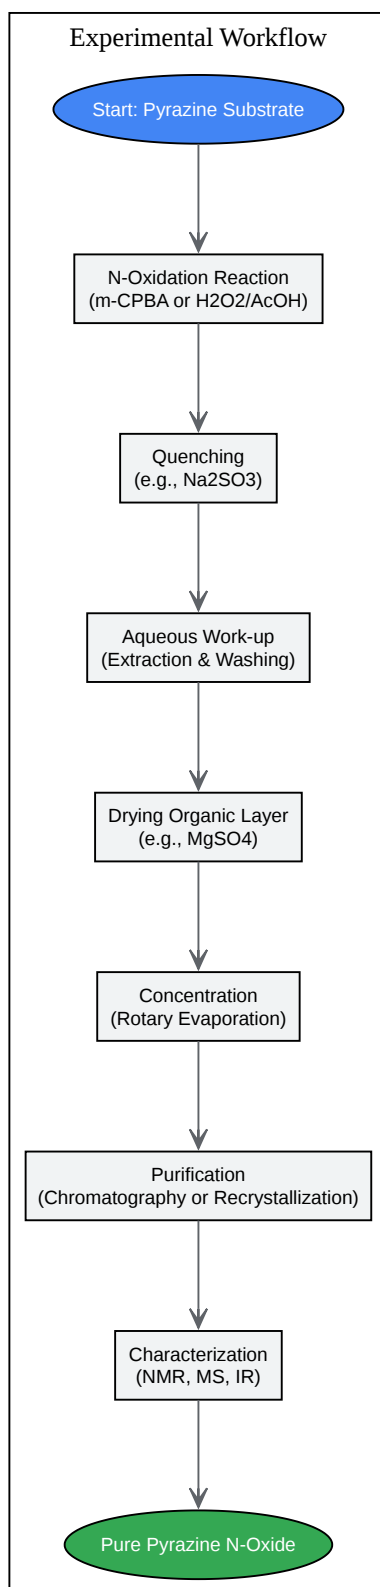 Experimental Workflow
Start: Pyrazine Substrate
N-Oxidation Reaction
(m-CPBA or H2O2/AcOH)
Quenching
(e.g., Na2SO3)
Aqueous Work-up
(Extraction & Washing)
Drying Organic Layer
(e.g., MgSO4)
Concentration
(Rotary Evaporation)
Purification
(Chromatography or Recrystallization)
Characterization
(NMR, MS, IR)
Pure Pyrazine N-Oxide